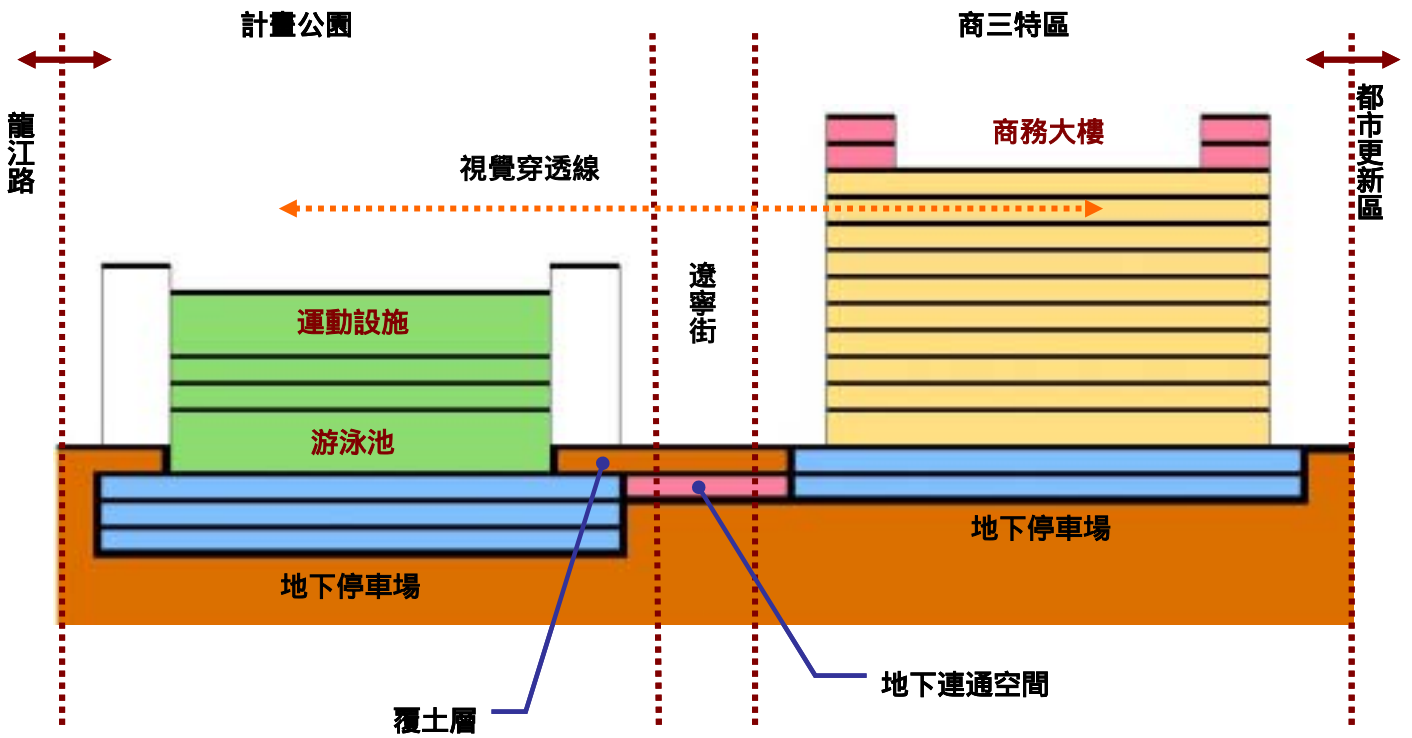 計畫公園
商三特區
龍江路
都市更新區
商務大樓
視覺穿透線
遼寧街
運動設施
游泳池
地下停車場
地下停車場
地下連通空間
覆土層